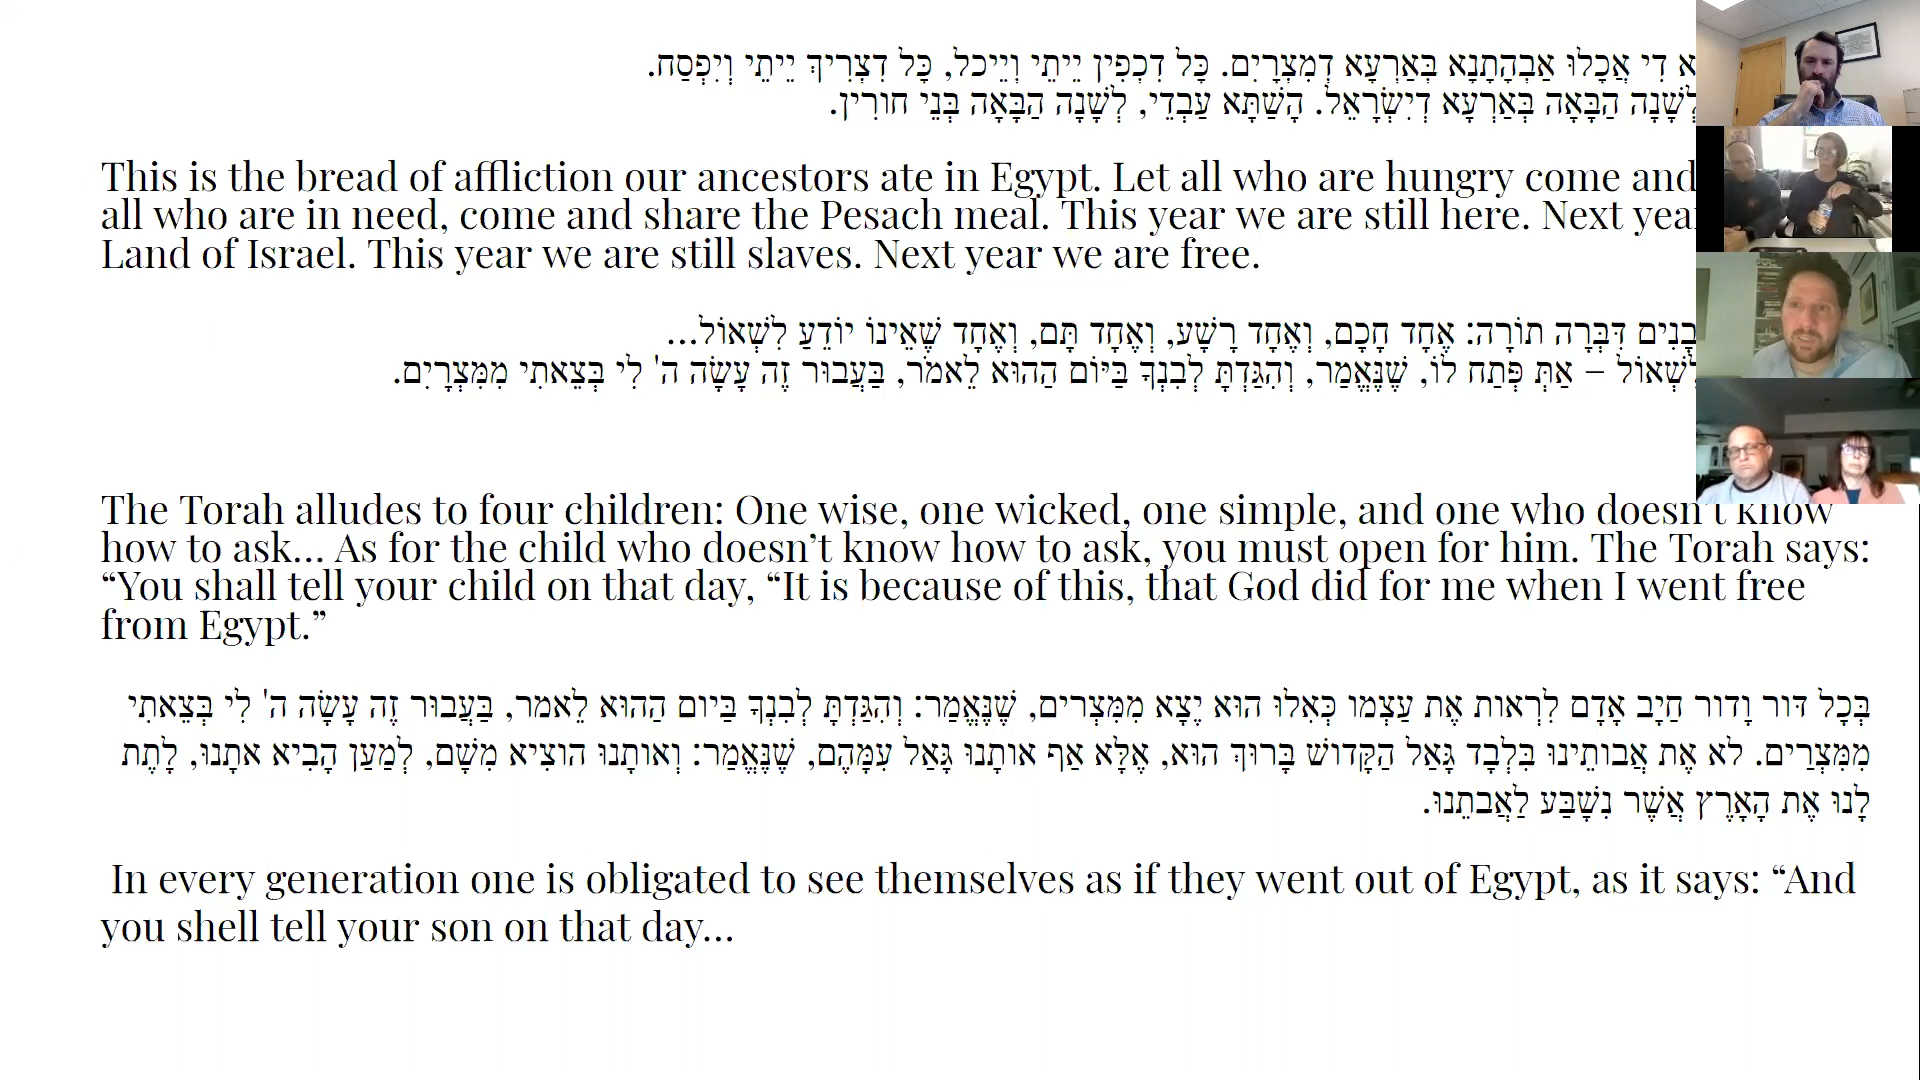 דִי אֲכָלוּ אַבְהָתָנָא בְּאַרְעָא דְמִצְרָיִם. כָּל דִכְפִין יֵיתֵי וְיֵיכל, כָּל דִצְרִיךְ יֵיתֵי וְיִפְסַח.
לְשָׁנָה הַבָּאָה בְּאַרְעָא דְיִשְׂרָאֵל. הָשַׁתָּא עַבְדֵי, לְשָׁנָה הַבָּאָה בְּנֵי חוֹרִין.
This is the bread of affliction our ancestors ate in Egypt. Let all who are hungry come and
all who are in need, come and share the Pesach meal. This year we are still here. Next year
Land of Israel. This year we are still slaves. Next year we are free.
בָנִים דִּבְּרָה תוֹרָה: אֶחָד חָכָם, וְאֶחָד רָשָׁע, וְאֶחָד תָּם, וְאֶחָד שֶׁאֵינוֹ יוֹדֵעַ לִשְׁאוֹל...
לִשְׁאוֹל – אַתְּ פְּתַח לוֹ, שֶׁנֶּאֱמַר, וְהִגַּדְתָּ לְבִנְךָ בַּיּוֹם הַהוּא לֵאמֹר, בַּעֲבוּר זֶה עָשָׂה ה' לִי בְּצֵאתִי מִמִּצְרָיִם.
The Torah alludes to four children: One wise, one wicked, one simple, and one who doesn't know
how to ask... As for the child who doesn’t know how to ask, you must open for him. The Torah says:
“You shall tell your child on that day, “It is because of this, that God did for me when I went free
from Egypt.”
בְּכָל דּוֹר וָדוֹר חַיָב אָדָם לִרְאוֹת אֶת עַצְמוֹ כְּאִלוּ הוּא יָצָא מִמִּצְרִים, שֶׁנֶּאֱמַר: וְהִגַּדְתָּ לְבִנְךָ בַּיוֹם הַהוּא לֵאמֹר, בַּעֲבוּר זֶה עָשָׂה ה' לִי בְּצֵאתִי
מִמִּצְרַיִם. לֹא אֶת אֲבוֹתֵינוּ בִּלְבָד גָּאַל הַקָּדוֹשׁ בָּרוּךְ הוּא, אֶלָּא אַף אוֹתָנוּ גָּאַל עִמָּהֶם, שֶׁנֶּאֱמַר: וְאוֹתָנוּ הוֹצִיא מִשָּׁם, לְמַעַן הָבִיא אֹתָנוּ, לָתֶת
לָנוּ אֶת הָאָרֶץ אֲשֶׁר נִשְׁבַּע לַאֲבֹתֵנוּ.
In every generation one is obligated to see themselves as if they went out of Egypt, as it says: “And
you shell tell your son on that day...